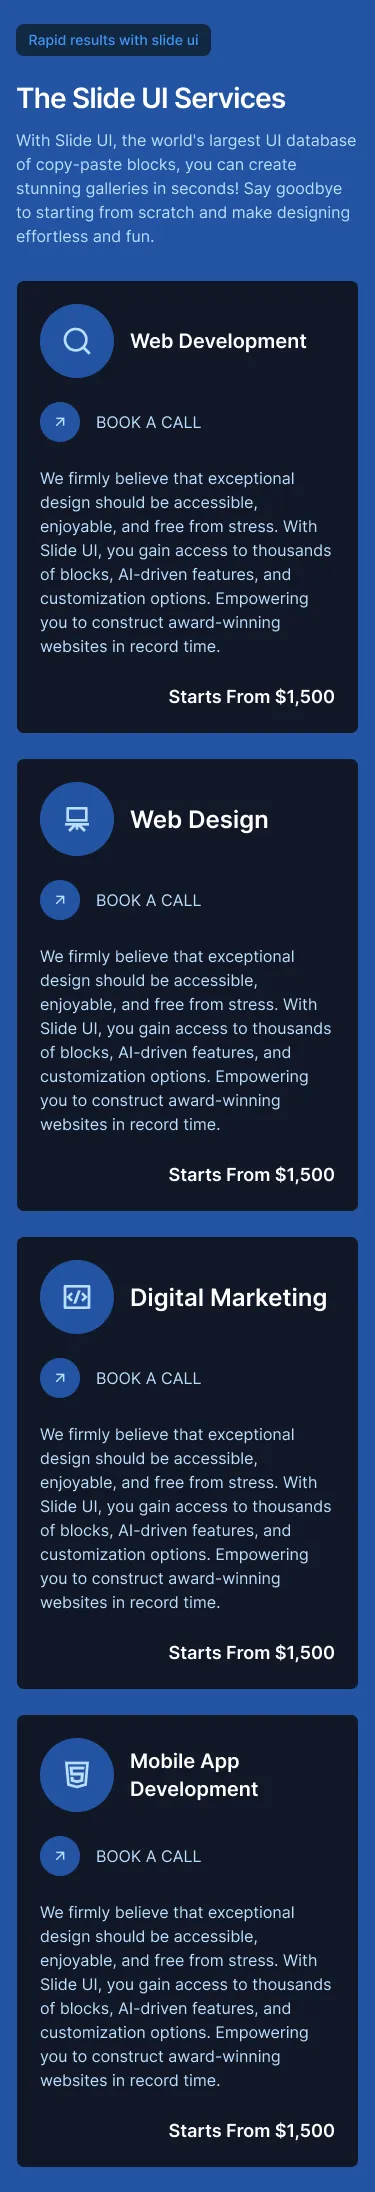 Rapid results with slide ui
The Slide UI Services
With Slide UI, the world's largest UI database
of copy-paste blocks, you can create
stunning galleries in seconds! Say goodbye
to starting from scratch and make designing
effortless and fun.
Web Development
BOOK A CALL
We firmly believe that exceptional
design should be accessible,
enjoyable, and free from stress. With
Slide UI, you gain access to thousands
of blocks, AI-driven features, and
customization options. Empowering
you to construct award-winning
websites in record time.
Starts From $1,500
Web Design
BOOK A CALL
We firmly believe that exceptional
design should be accessible,
enjoyable, and free from stress. With
Slide UI, you gain access to thousands
of blocks, AI-driven features, and
customization options. Empowering
you to construct award-winning
websites in record time.
Starts From $1,500
Digital Marketing
BOOK A CALL
We firmly believe that exceptional
design should be accessible,
enjoyable, and free from stress. With
Slide UI, you gain access to thousands
of blocks, AI-driven features, and
customization options. Empowering
you to construct award-winning
websites in record time.
Starts From $1,500
Mobile App
Development
BOOK A CALL
We firmly believe that exceptional
design should be accessible,
enjoyable, and free from stress. With
Slide UI, you gain access to thousands
of blocks, AI-driven features, and
customization options. Empowering
you to construct award-winning
websites in record time.
Starts From $1,500